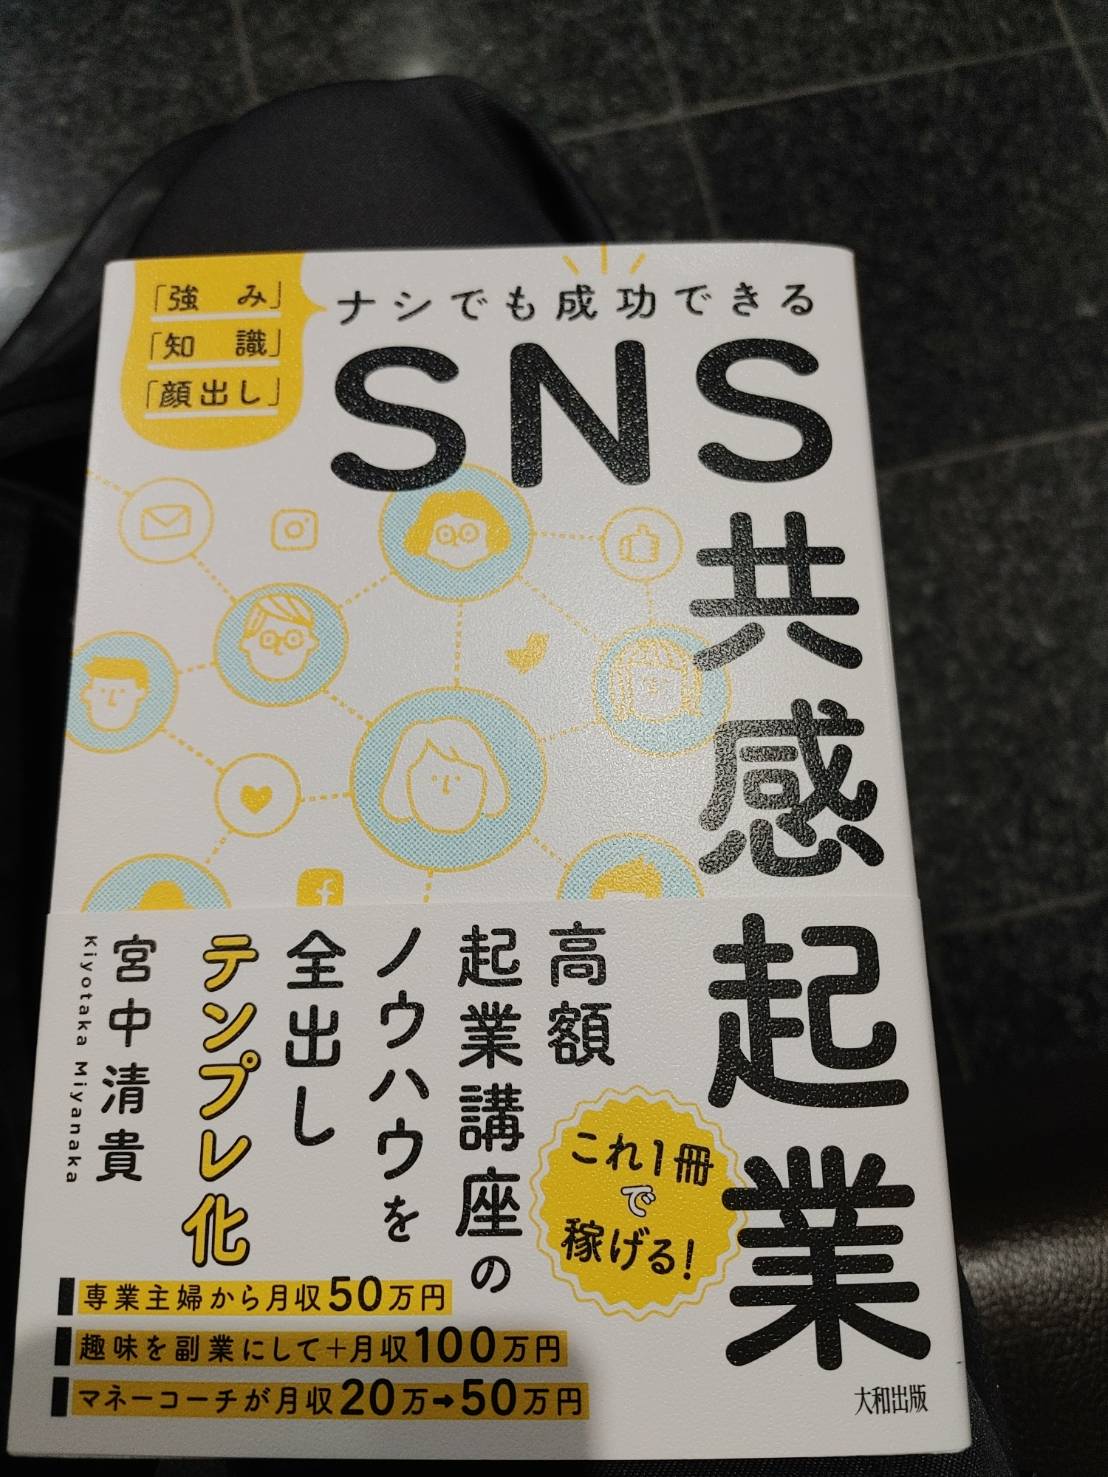 「強み」
「知識」
「顔出し」
ナシでも成功できる
SNS
共感起業
f
高額
起業講座の
ノウハウを
全出し
テンプレ化
宮中清貴
Kiyotaka Miyanaka
これ1冊
で
稼げる!
専業主婦から月収50万円
趣味を副業にして+月収100万円
マネーコーチが月収20万→50万円
大和出版